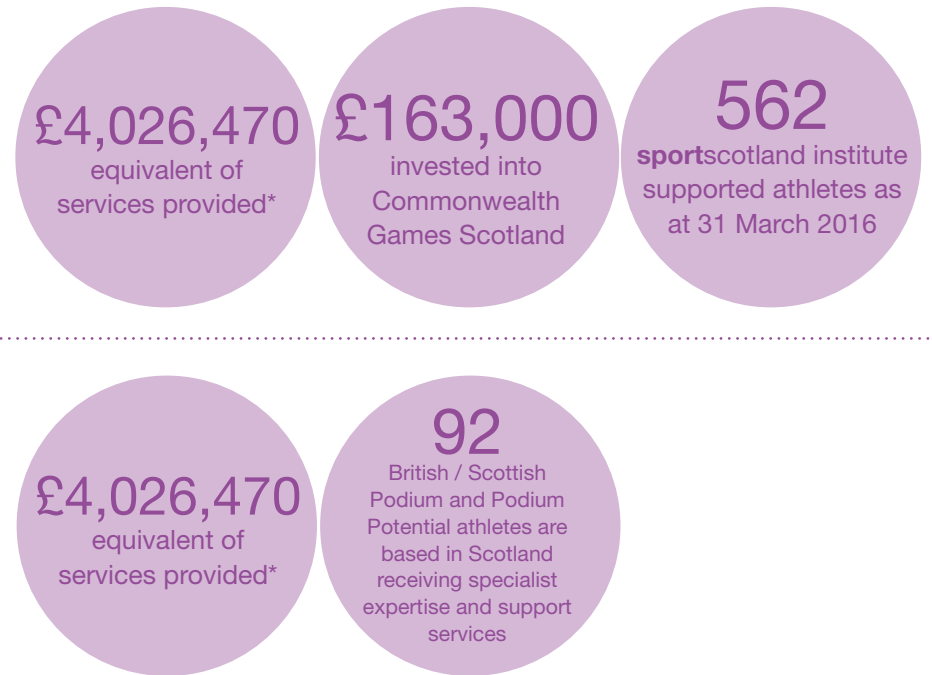 £4,026,470
equivalent of
services provided*
£163,000
invested into
Commonwealth
Games Scotland
562
sportscotland institute
supported athletes as
at 31 March 2016
£4,026,470
equivalent of
services provided*
92
British / Scottish
Podium and Podium
Potential athletes are
based in Scotland
receiving specialist
expertise and support
services